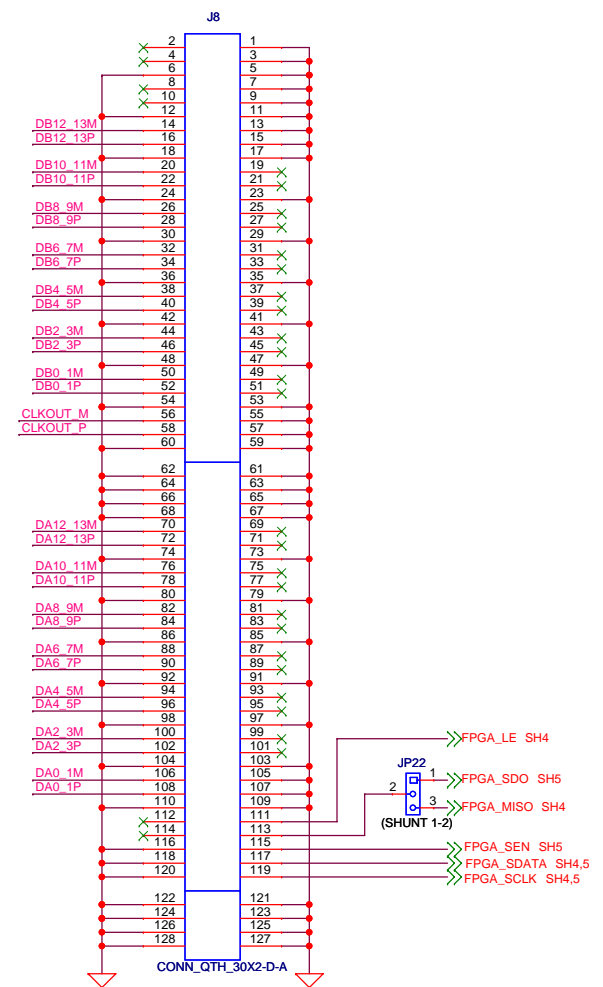 J8
2 1
4 3
6 5
8 7
10 9
12 11
DB12_13M 14 13
DB12_13P 16 15
18 17
DB10_11M 20 19
DB10_11P 22 21
24 23
DB8_9M 26 25
DB8_9P 28 27
30 29
DB6_7M 32 31
DB6_7P 34 33
36 35
DB4_5M 38 37
DB4_5P 40 39
42 41
DB2_3M 44 43
DB2_3P 46 45
48 47
DB0_1M 50 49
DB0_1P 52 51
54 53
CLKOUT_M 56 55
CLKOUT_P 58 57
60 59
62 61
64 63
66 65
68 67
DA12_13M 70 69
DA12_13P 72 71
74 73
DA10_11M 76 75
DA10_11P 78 77
80 79
DA8_9M 82 81
DA8_9P 84 83
86 85
DA6_7M 88 87
DA6_7P 90 89
92 91
DA4_5M 94 93
DA4_5P 96 95
98 97
DA2_3M 100 99 FPGA_LE SH4
DA2_3P 102 101
104 103 JP22
DA0_1M 106 105 1 FPGA_SDO SH5
DA0_1P 108 107 2
110 109 3 FPGA_MISO SH4
112 111 (SHUNT 1-2)
114 113
116 115 FPGA_SEN SH5
118 117 FPGA_SDATA SH4,5
120 119 FPGA_SCLK SH4,5
122 121
124 123
126 125
128 127
CONN_QTH_30X2-D-A